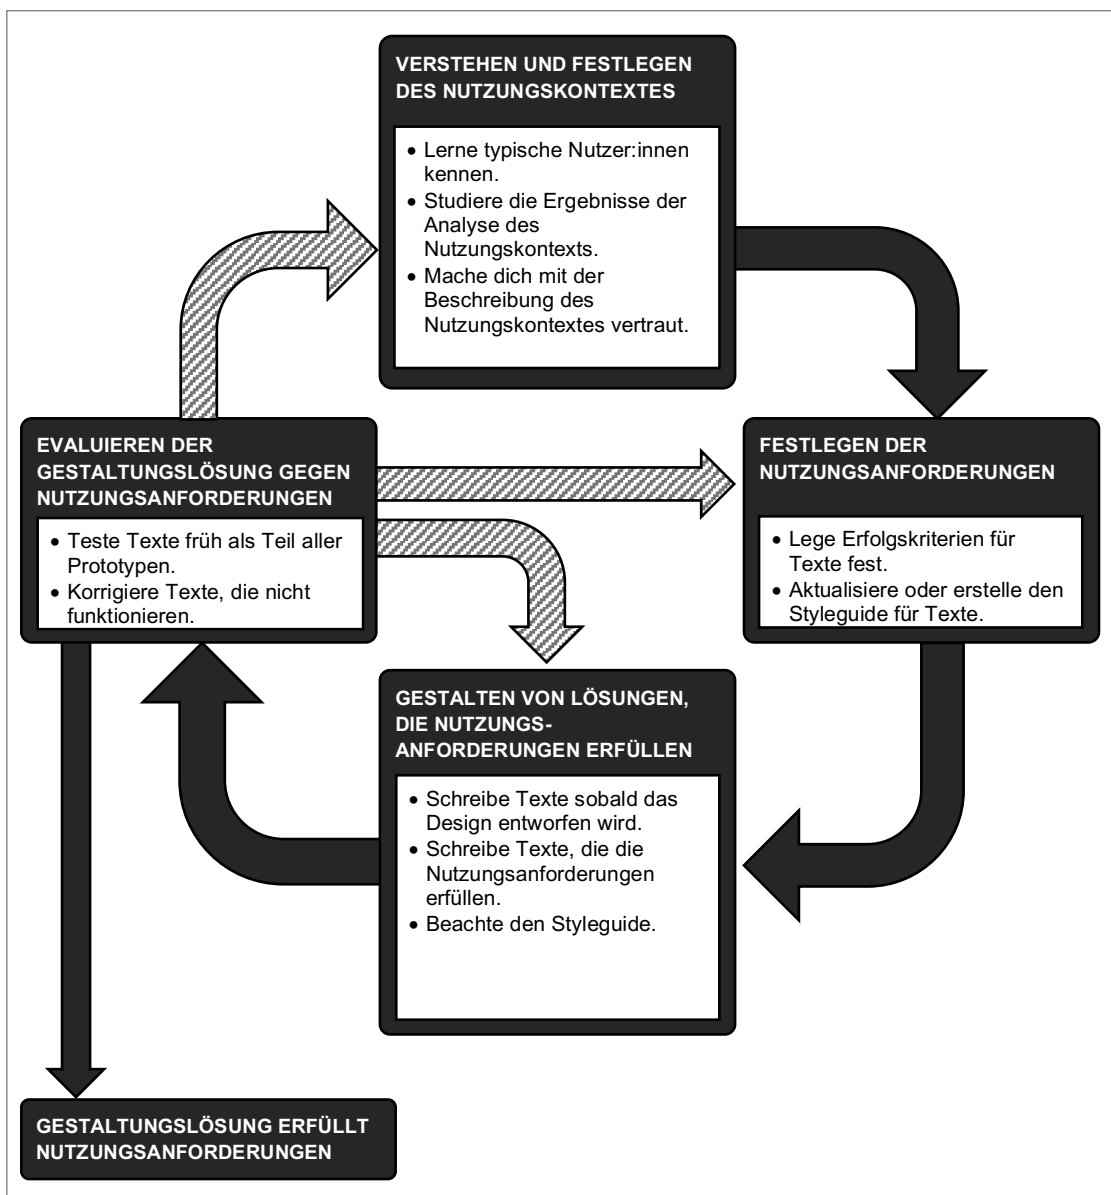 VERSTEHEN UND FESTLEGEN
DES NUTZUNGSKONTEXTES
• Lerne typische Nutzer:innen
kennen.
• Studiere die Ergebnisse der
Analyse des
Nutzungskontexts.
• Mache dich mit der
Beschreibung des
Nutzungskontextes vertraut.
EVALUIEREN DER
GESTALTUNGSLÖSUNG GEGEN
NUTZUNGSANFORDERUNGEN
• Teste Texte früh als Teil aller
Prototypen.
• Korrigiere Texte, die nicht
funktionieren.
FESTLEGEN DER
NUTZUNGSANFORDERUNGEN
• Lege Erfolgskriterien für
Texte fest.
• Aktualisiere oder erstelle den
Styleguide für Texte.
GESTALTEN VON LÖSUNGEN,
DIE NUTZUNGS-
ANFORDERUNGEN ERFÜLLEN
• Schreibe Texte sobald das
Design entworfen wird.
• Schreibe Texte, die die
Nutzungsanforderungen
erfüllen.
• Beachte den Styleguide.
GESTALTUNGSLÖSUNG ERFÜLLT
NUTZUNGSANFORDERUNGEN